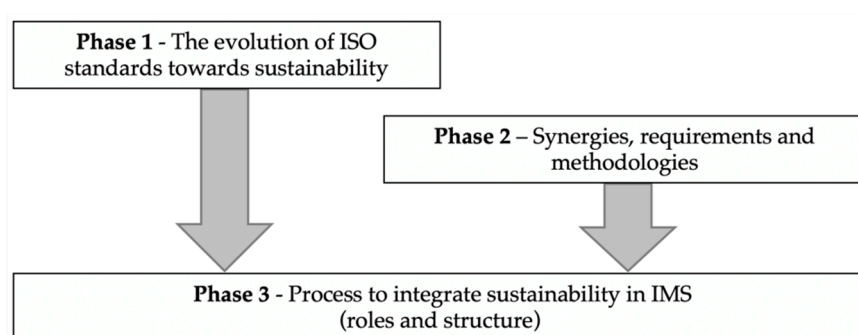 Phase 1 - The evolution of ISO
standards towards sustainability
Phase 2 – Synergies, requirements and
methodologies
Phase 3 - Process to integrate sustainability in IMS
(roles and structure)